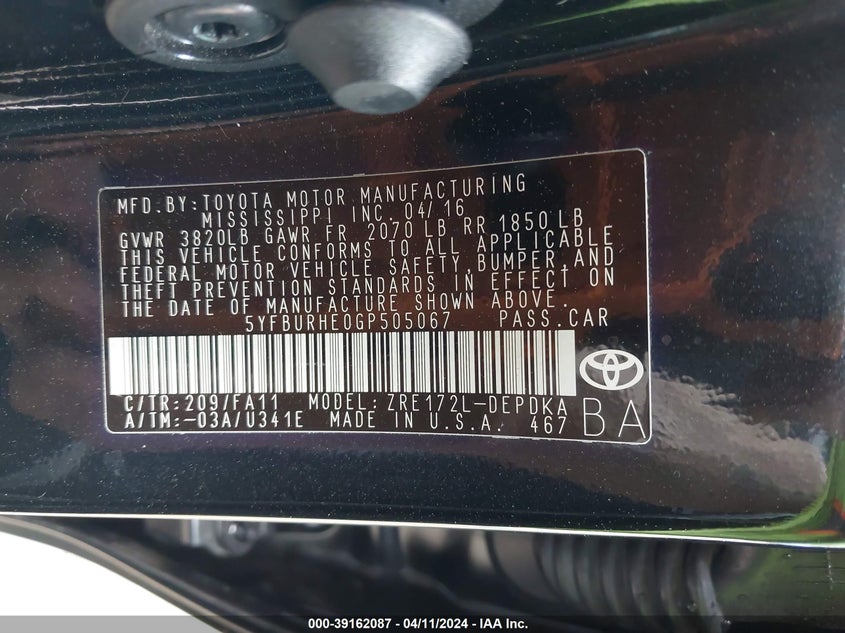 MFD. BY: TOYOTA MOTOR MANUFACTURING
MISSISSIPPI INC. 04/16
GVWR 3820LB GAWR FR 2070 LB RR 1850 LB
THIS VEHICLE CONFORMS TO ALL APPLICABLE
FEDERAL MOTOR VEHICLE SAFETY, BUMPER AND
THEFT PREVENTION STANDARDS IN EFFECT ON
THE DATE OF MANUFACTURE SHOWN ABOVE.
5YFBURHE0GP505067 PASS. CAR
C/TR: 209/FA11 MODEL: ZRE172L-DEPDKA
A/TM: -03A/U341E MADE IN U.S.A. 467 BA
000-39162087 - 04/11/2024 - IAA Inc.